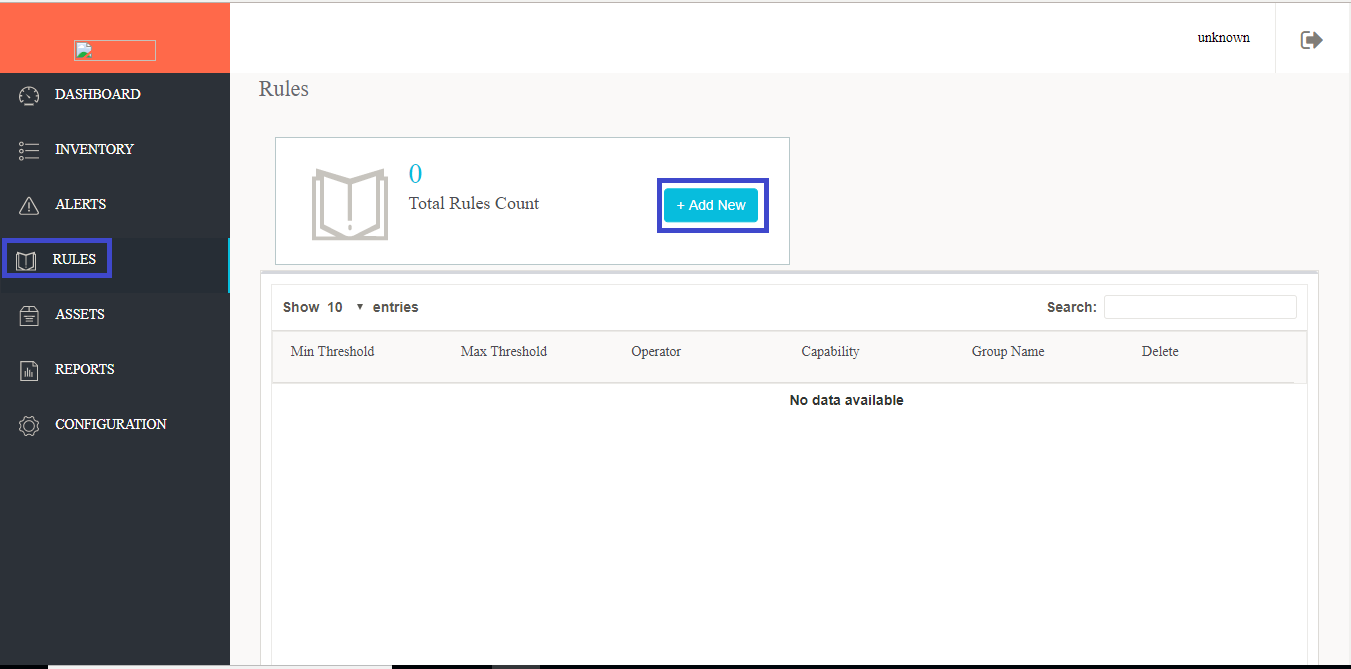 unknown
DASHBOARD
INVENTORY
ALERTS
RULES
ASSETS
REPORTS
CONFIGURATION
Rules
0
Total Rules Count
+ Add New
Show 10 entries
Search:
Min Threshold Max Threshold Operator Capability Group Name Delete
No data available